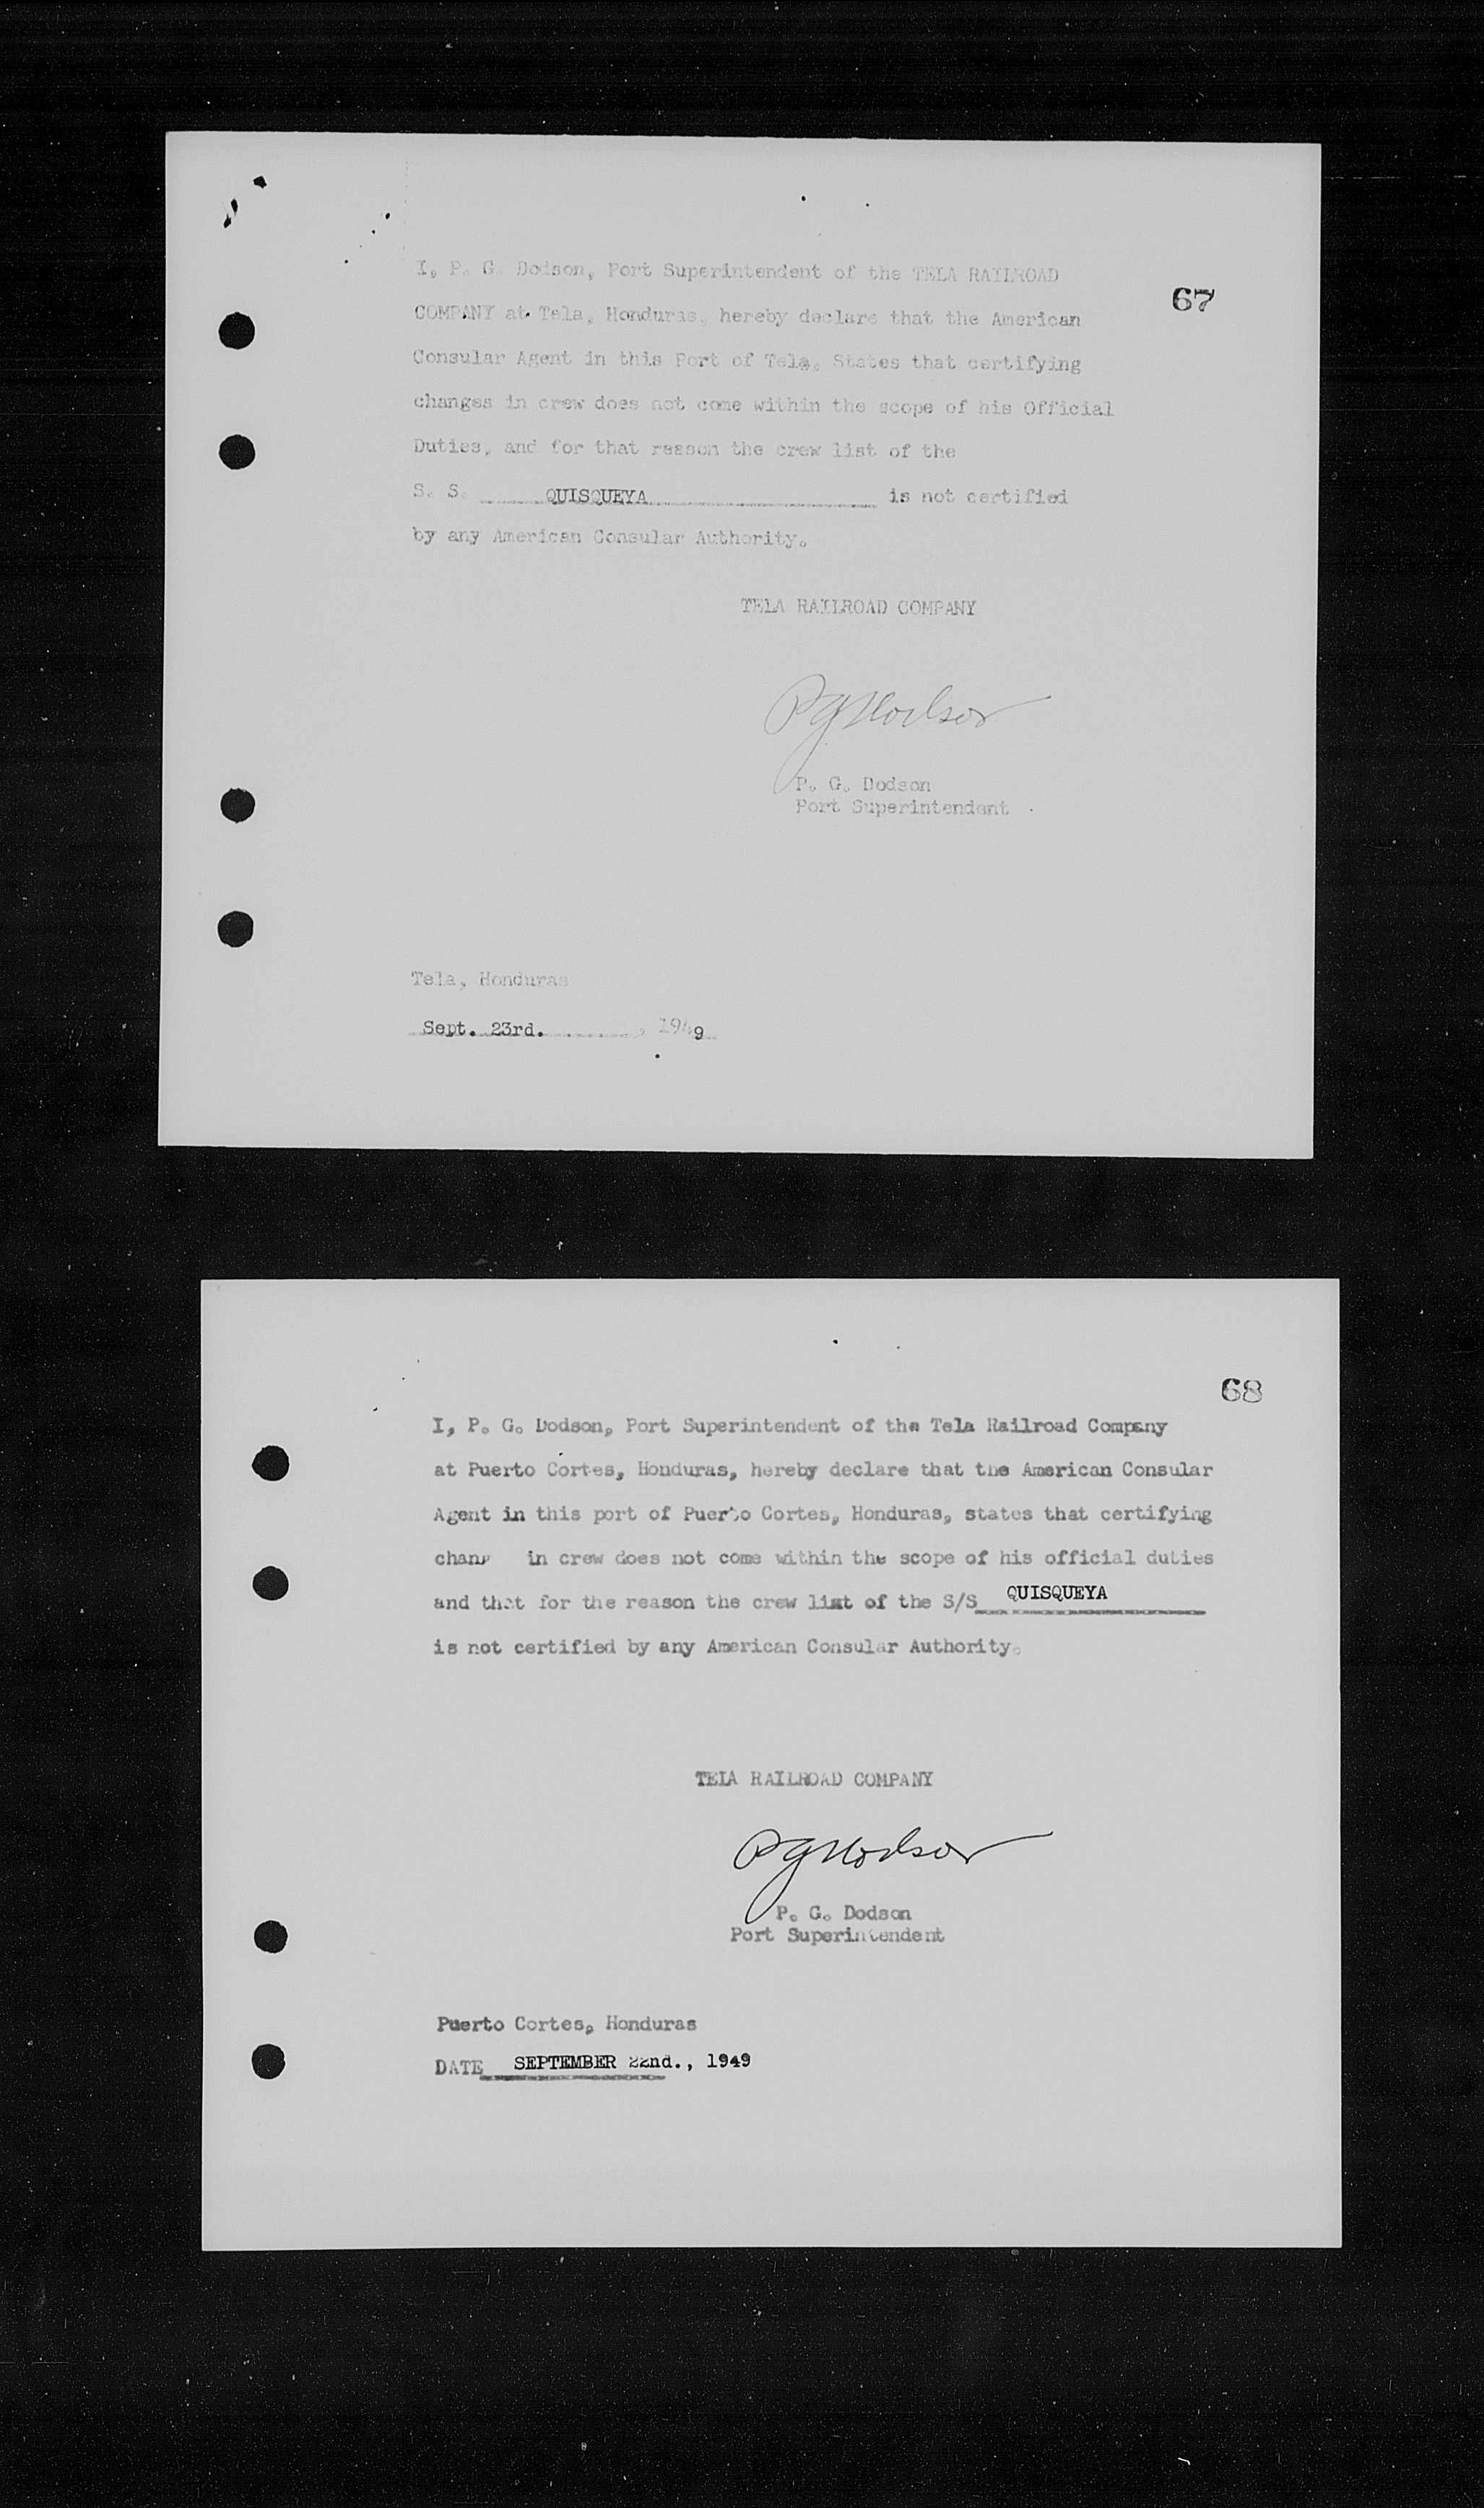 67
I, P. G. Dodson, Port Superintendent of the TELA RAILROAD
COMPANY at Tela, Honduras, hereby declare that the American
Consular Agent in this Port of Tela, States that certifying
changes in crew does not come within the scope of his Official
Duties, and for that reason the crew list of the
S. S. QUISQUEYA is not certified
by any American Consular Authority.
TELA RAILROAD COMPANY
P G Dodson
P. G. Dodson
Port Superintendent
Tela, Honduras
Sept. 23rd. , 1949
68
I, P. G. Dodson, Port Superintendent of the Tela Railroad Company
at Puerto Cortes, Honduras, hereby declare that the American Consular
Agent in this port of Puerto Cortes, Honduras, states that certifying
chang in crew does not come within the scope of his official duties
and that for the reason the crew list of the S/S QUISQUEYA
is not certified by any American Consular Authority.
TELA RAILROAD COMPANY
P G Dodson
P. G. Dodson
Port Superintendent
Puerto Cortes, Honduras
DATE SEPTEMBER 22nd., 1949